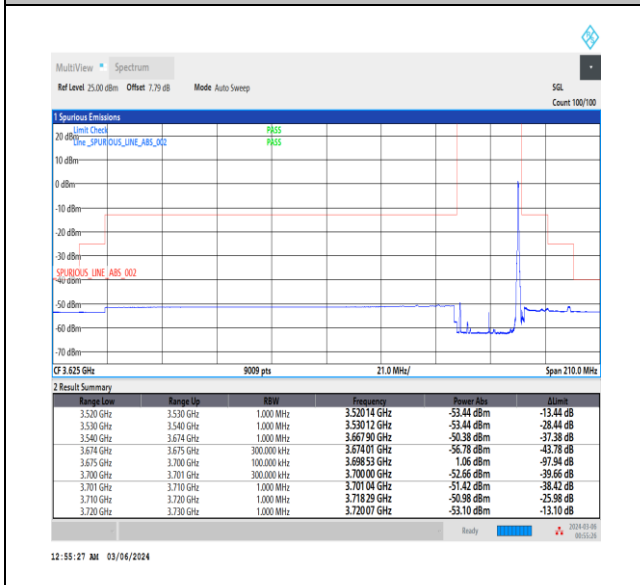 MultiView Spectrum
Ref Level 25.00 dBm Offset 7.79 dB Mode Auto Sweep SGL
Count 100/100
1 Spurious Emissions
Limit Check PASS
20 dBm
Line _SPURIOUS_LINE_ABS_002 PASS
10 dBm
0 dBm
-10 dBm
-20 dBm
-30 dBm
SPURIOUS_LINE_ABS_002
-40 dBm
-50 dBm
-60 dBm
-70 dBm
CF 3.625 GHz 9009 pts 21.0 MHz/ Span 210.0 MHz
2 Result Summary
Range Low Range Up RBW Frequency Power Abs ΔLimit
3.520 GHz 3.530 GHz 1.000 MHz 3.52014 GHz -53.44 dBm -13.44 dB
3.530 GHz 3.540 GHz 1.000 MHz 3.53012 GHz -53.44 dBm -28.44 dB
3.540 GHz 3.674 GHz 1.000 MHz 3.66790 GHz -50.38 dBm -37.38 dB
3.674 GHz 3.675 GHz 300.000 kHz 3.67401 GHz -56.78 dBm -43.78 dB
3.675 GHz 3.700 GHz 100.000 kHz 3.69853 GHz 1.06 dBm -97.94 dB
3.700 GHz 3.701 GHz 300.000 kHz 3.70000 GHz -52.66 dBm -39.66 dB
3.701 GHz 3.710 GHz 1.000 MHz 3.70104 GHz -51.42 dBm -38.42 dB
3.710 GHz 3.720 GHz 1.000 MHz 3.71829 GHz -50.98 dBm -25.98 dB
3.720 GHz 3.730 GHz 1.000 MHz 3.72007 GHz -53.10 dBm -13.10 dB
Ready 2024-03-06
00:55:26
12:55:27 AM 03/06/2024